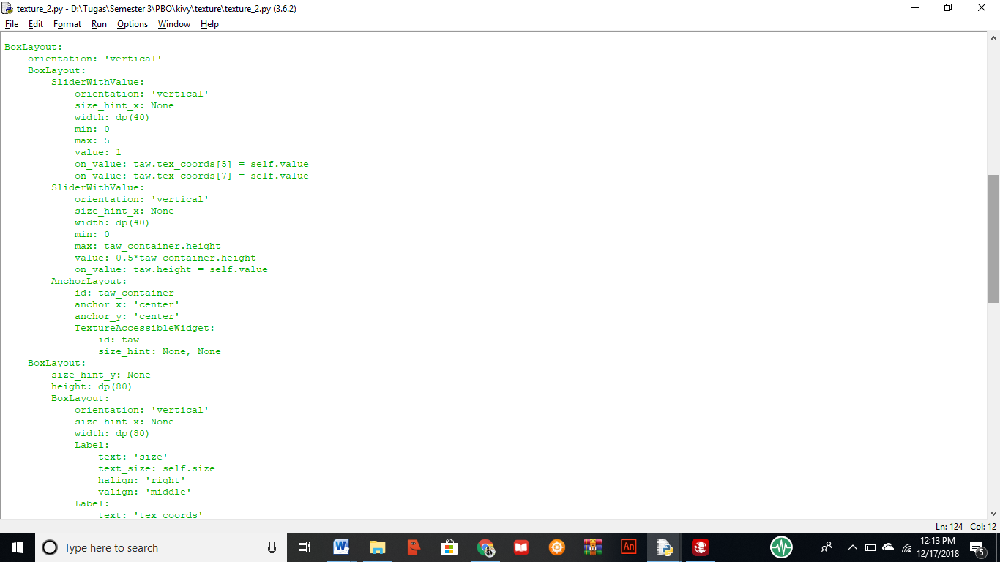 texture_2.py - D:\Tugas\Semester 3\PBO\kivy\texture\texture_2.py (3.6.2)
File Edit Format Run Options Window Help
BoxLayout:
    orientation: 'vertical'
    BoxLayout:
        SliderWithValue:
            orientation: 'vertical'
            size_hint_x: None
            width: dp(40)
            min: 0
            max: 5
            value: 1
            on_value: taw.tex_coords[5] = self.value
            on_value: taw.tex_coords[7] = self.value
        SliderWithValue:
            orientation: 'vertical'
            size_hint_x: None
            width: dp(40)
            min: 0
            max: taw_container.height
            value: 0.5*taw_container.height
            on_value: taw.height = self.value
        AnchorLayout:
            id: taw_container
            anchor_x: 'center'
            anchor_y: 'center'
            TextureAccessibleWidget:
                id: taw
                size_hint: None, None
    BoxLayout:
        size_hint_y: None
        height: dp(80)
        BoxLayout:
            orientation: 'vertical'
            size_hint_x: None
            width: dp(80)
            Label:
                text: 'size'
                text_size: self.size
                halign: 'right'
                valign: 'middle'
            Label:
                text: 'tex_coords'
Ln: 124 Col: 12
Type here to search
W
An
12:13 PM
12/17/2018
5